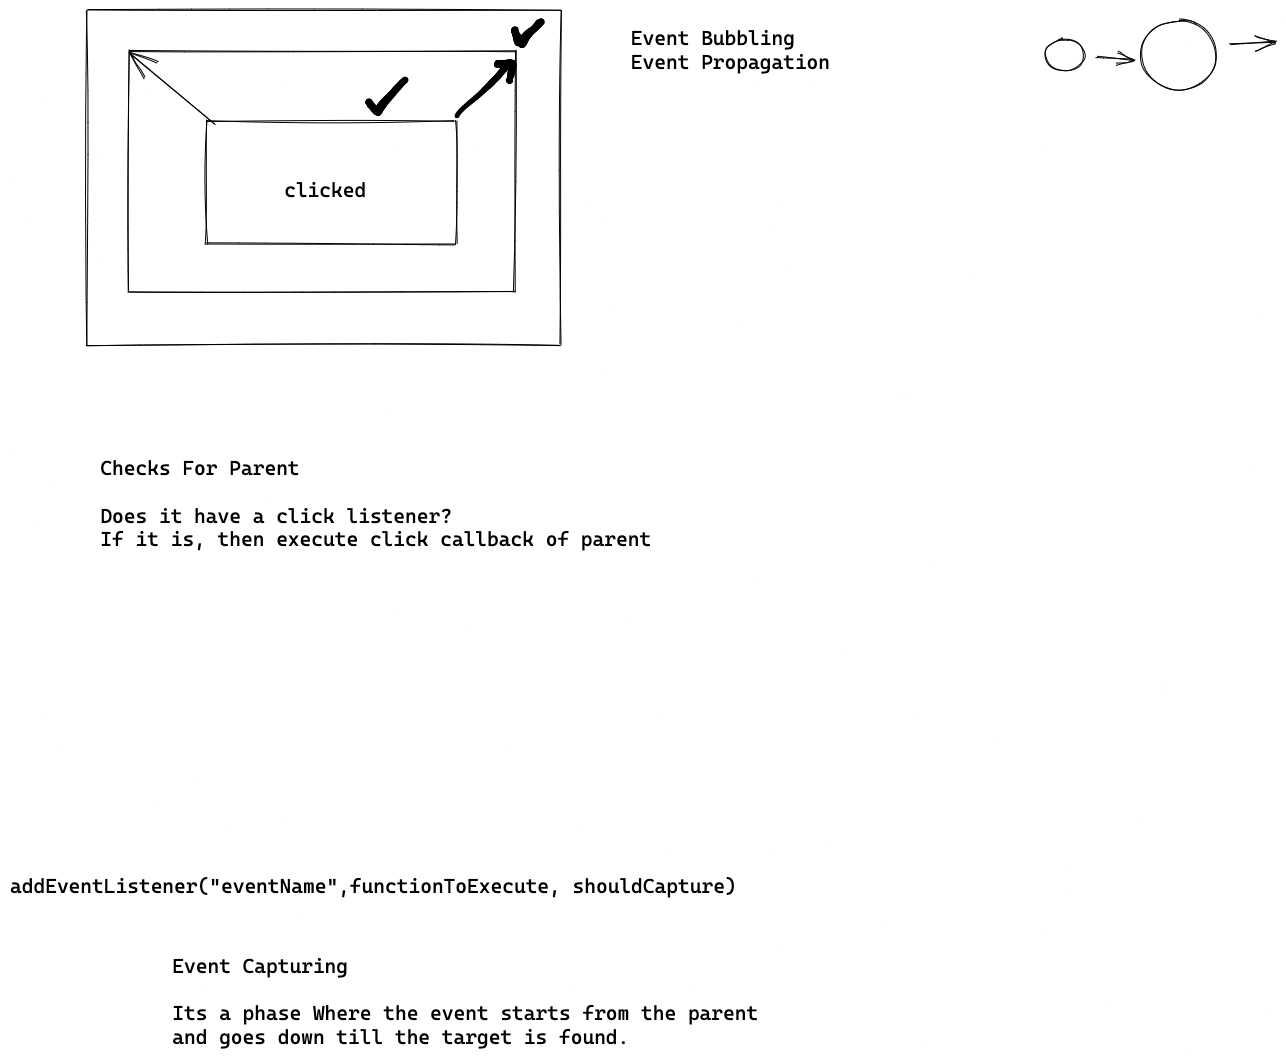 Event Bubbling
Event Propagation
clicked
Checks For Parent
Does it have a click listener?
If it is, then execute click callback of parent
addEventListener("eventName",functionToExecute, shouldCapture)
Event Capturing
Its a phase Where the event starts from the parent
and goes down till the target is found.